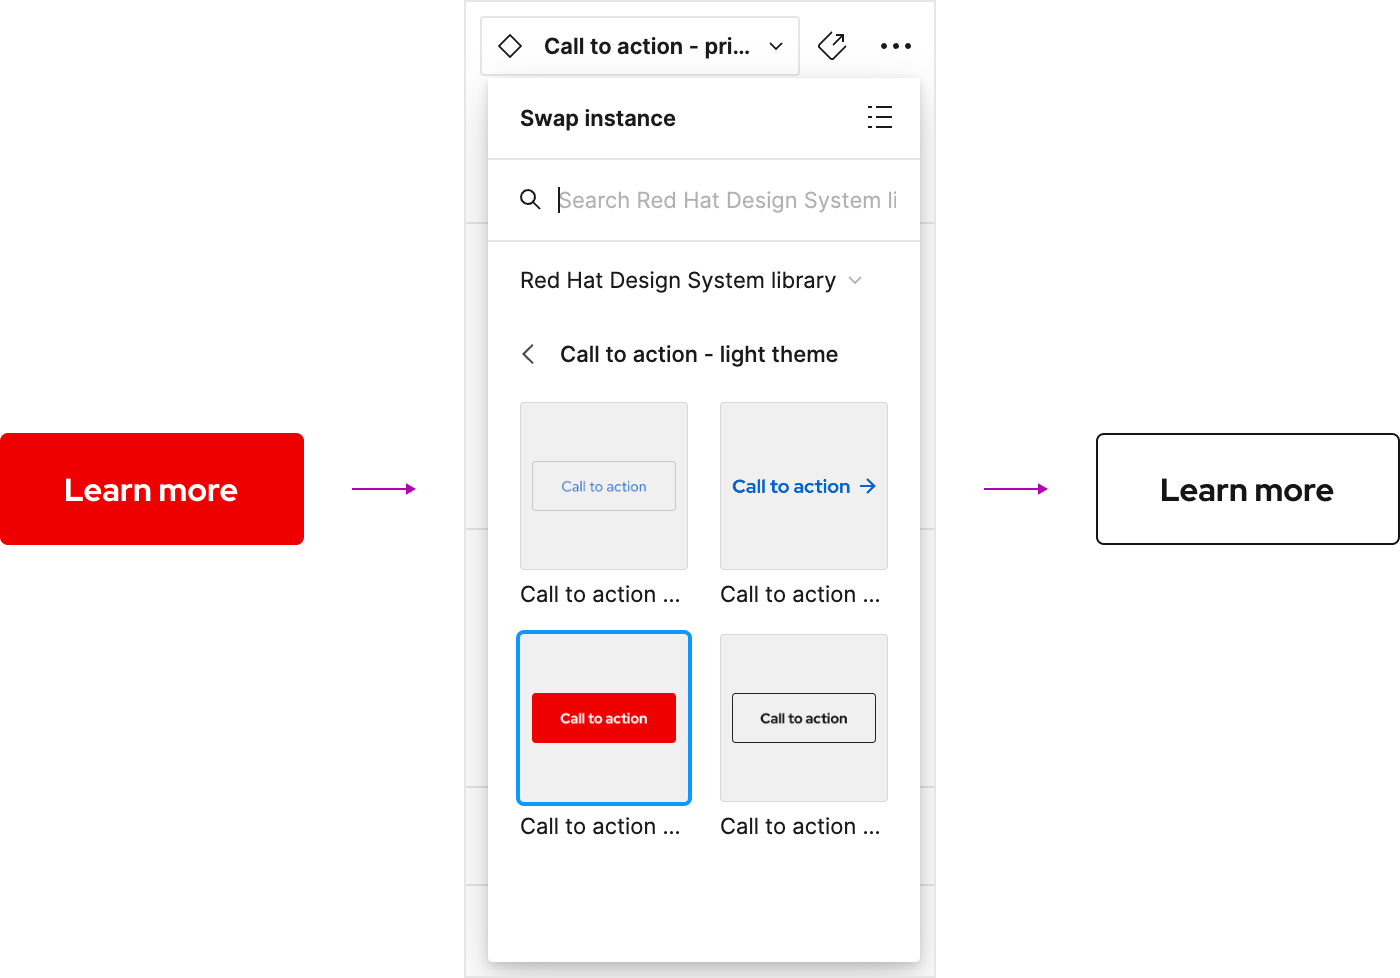 Call to action - pri...
Swap instance
Search Red Hat Design System li
Red Hat Design System library
Call to action - light theme
Call to action
Call to action
Call to action ...
Call to action ...
Learn more
Learn more
Call to action
Call to action
Call to action ...
Call to action ...